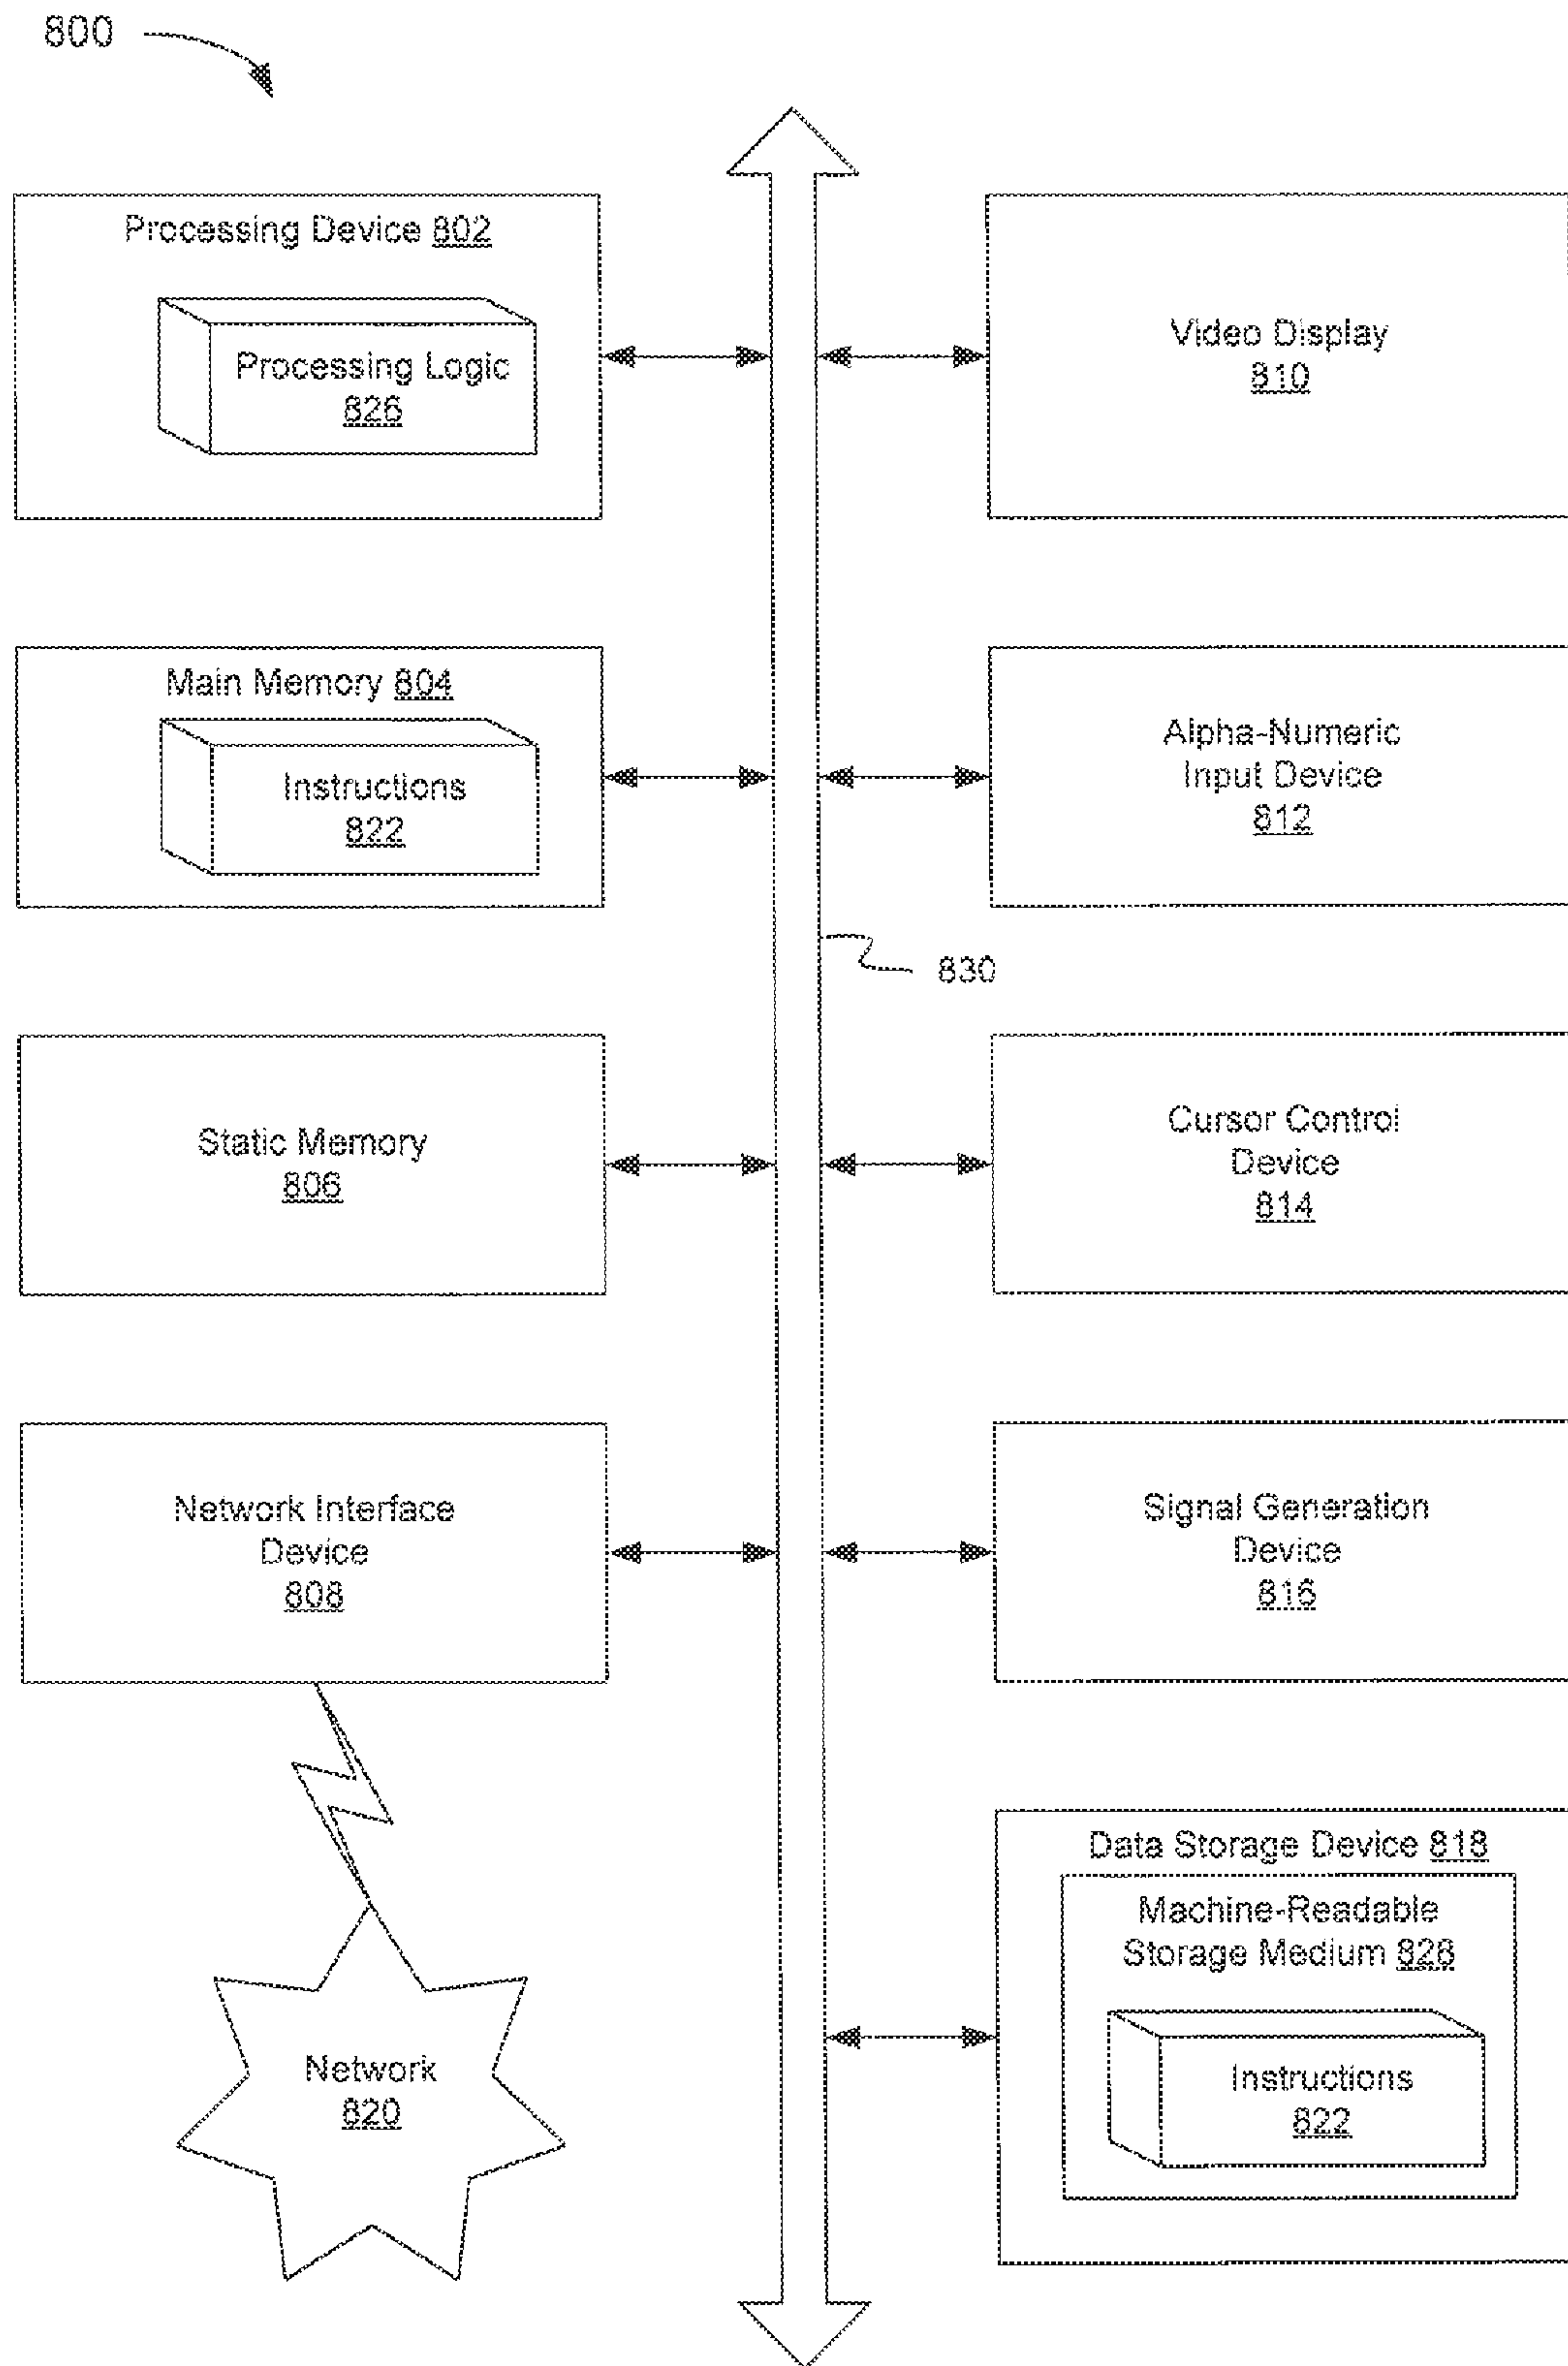 800
Processing Device 802
Processing Logic
826
Video Display
810
Main Memory 804
Instructions
822
Alpha-Numeric
Input Device
812
830
Static Memory
806
Cursor Control
Device
814
Network Interface
Device
808
Signal Generation
Device
816
Data Storage Device 818
Machine-Readable
Storage Medium 828
Instructions
822
Network
820